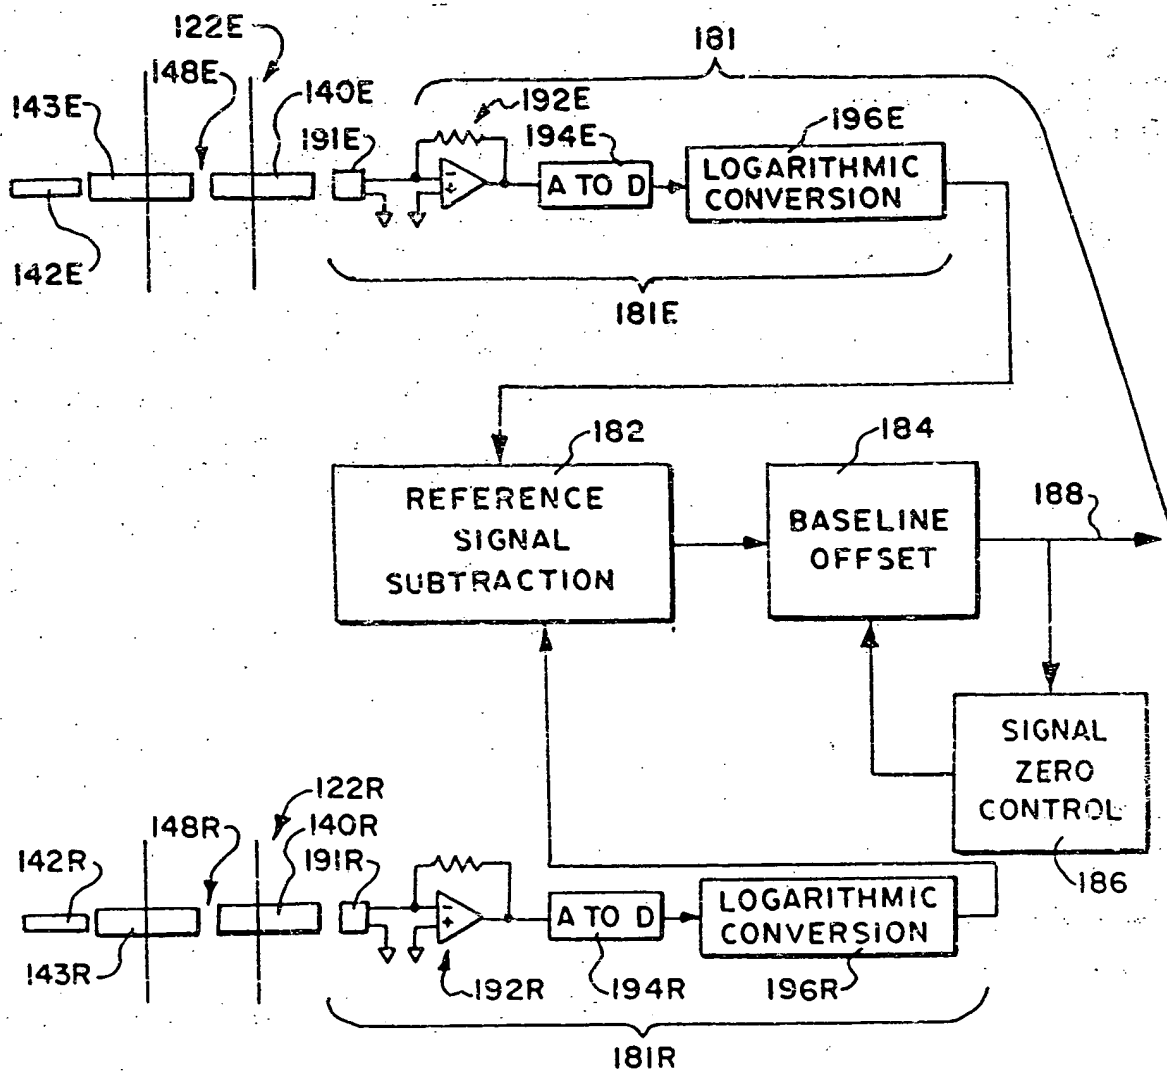 122E
181
148E
143E
140E
192E
191E
194E
196E
A TO D
LOGARITHMIC
CONVERSION
142E
181E
182
184
REFERENCE
SIGNAL
SUBTRACTION
BASELINE
OFFSET
188
SIGNAL
ZERO
CONTROL
186
122R
148R
140R
142R
191R
A TO D
LOGARITHMIC
CONVERSION
143R
192R
194R
196R
181R